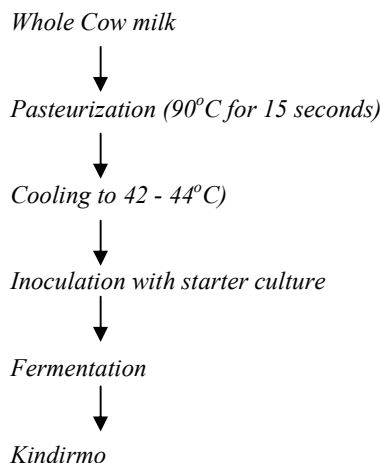 Whole Cow milk
Pasteurization (90°C for 15 seconds)
Cooling to 42 - 44°C)
Inoculation with starter culture
Fermentation
Kindirmo